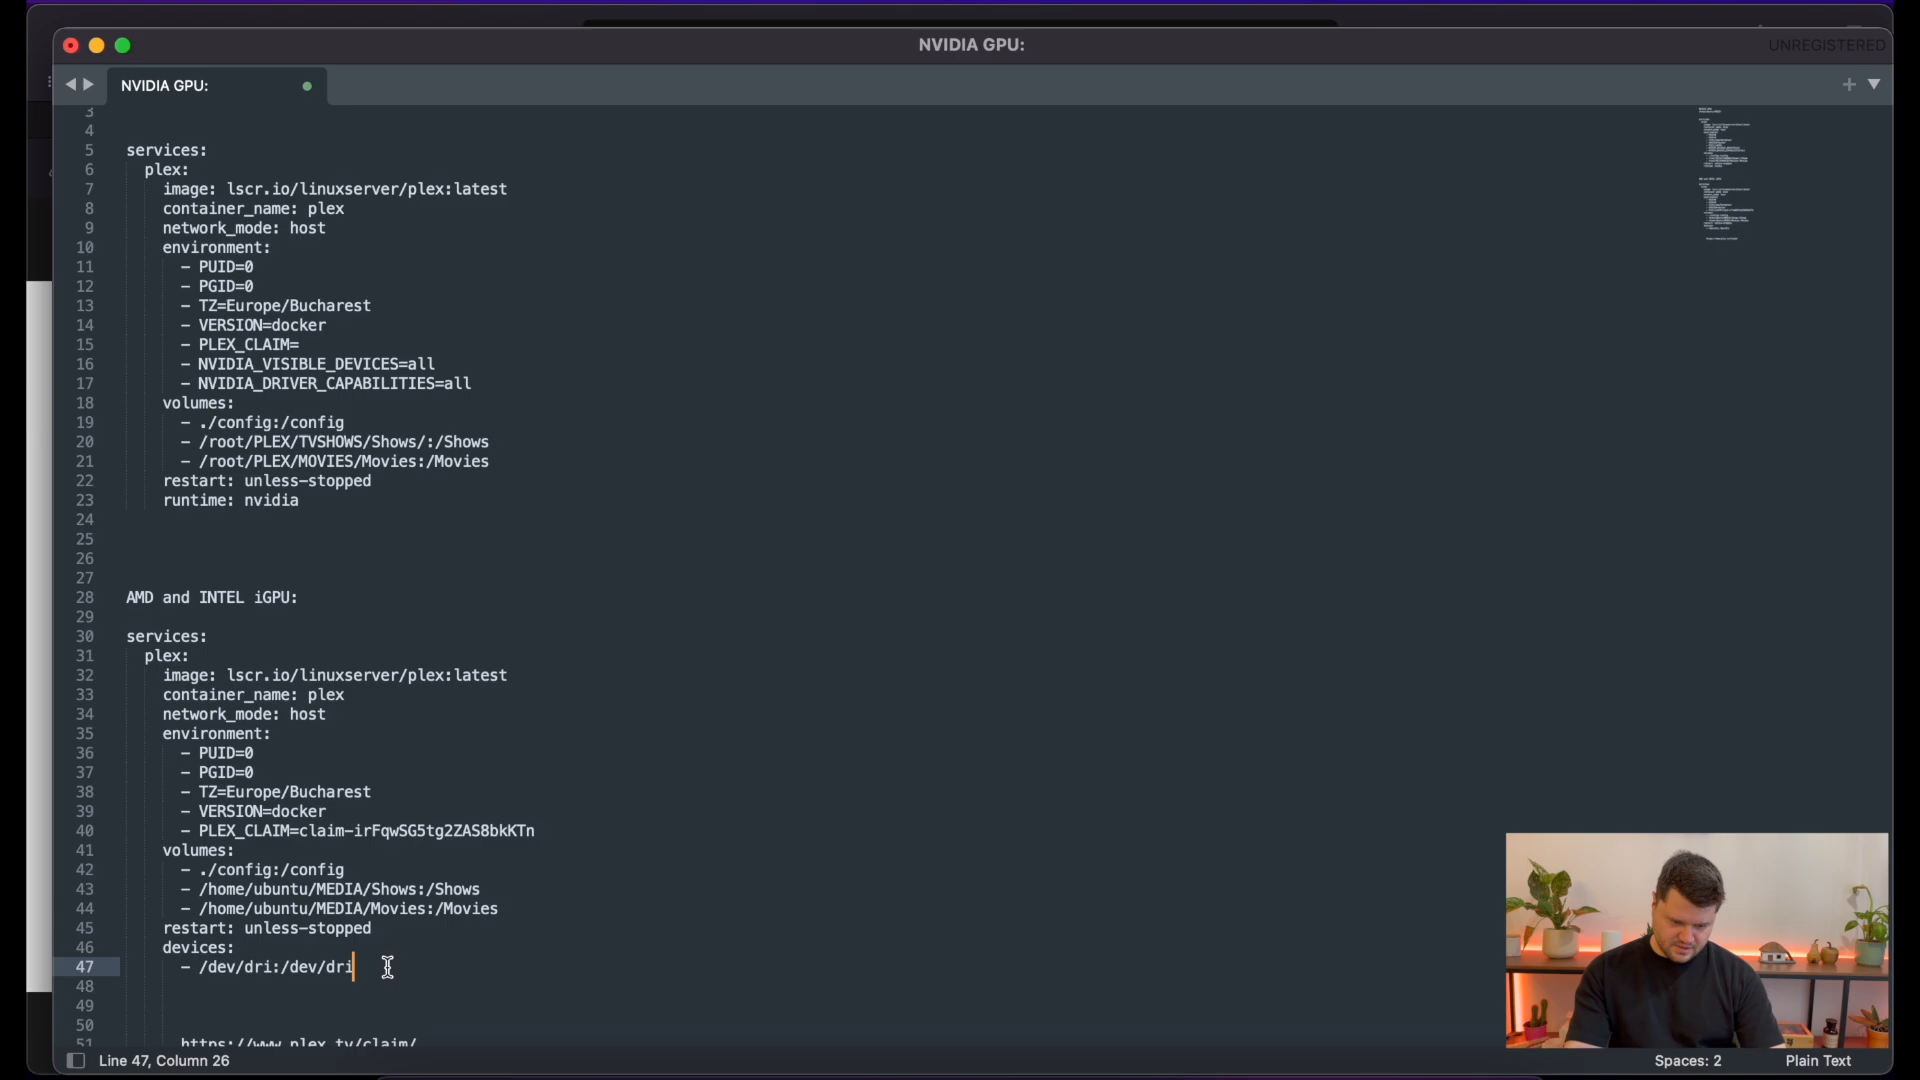 NVIDIA GPU:
UNREGISTERED
NVIDIA GPU:
3
4
5 services:
6 plex:
7 image: lscr.io/linuxserver/plex:latest
8 container_name: plex
9 network_mode: host
10 environment:
11 - PUID=0
12 - PGID=0
13 - TZ=Europe/Bucharest
14 - VERSION=docker
15 - PLEX_CLAIM=
16 - NVIDIA_VISIBLE_DEVICES=all
17 - NVIDIA_DRIVER_CAPABILITIES=all
18 volumes:
19 - ./config:/config
20 - /root/PLEX/TVSHOWS/Shows/:/Shows
21 - /root/PLEX/MOVIES/Movies:/Movies
22 restart: unless-stopped
23 runtime: nvidia
24
25
26
27
28 AMD and INTEL iGPU:
29
30 services:
31 plex:
32 image: lscr.io/linuxserver/plex:latest
33 container_name: plex
34 network_mode: host
35 environment:
36 - PUID=0
37 - PGID=0
38 - TZ=Europe/Bucharest
39 - VERSION=docker
40 - PLEX_CLAIM=claim-irFqwSG5tg2ZAS8bkKTn
41 volumes:
42 - ./config:/config
43 - /home/ubuntu/MEDIA/Shows:/Shows
44 - /home/ubuntu/MEDIA/Movies:/Movies
45 restart: unless-stopped
46 devices:
47 - /dev/dri:/dev/dri
48
49
50
51 https://www.plex.tv/claim/
Line 47, Column 26
Spaces: 2
Plain Text